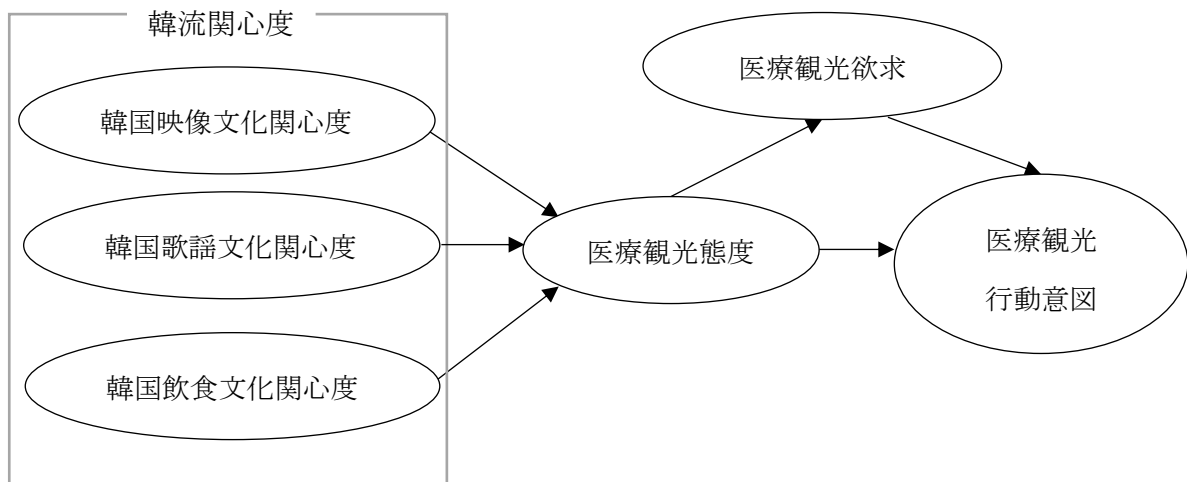 韓流関心度
韓国映像文化関心度
韓国歌謡文化関心度
韓国飲食文化関心度
医療観光態度
医療観光欲求
医療観光
行動意図